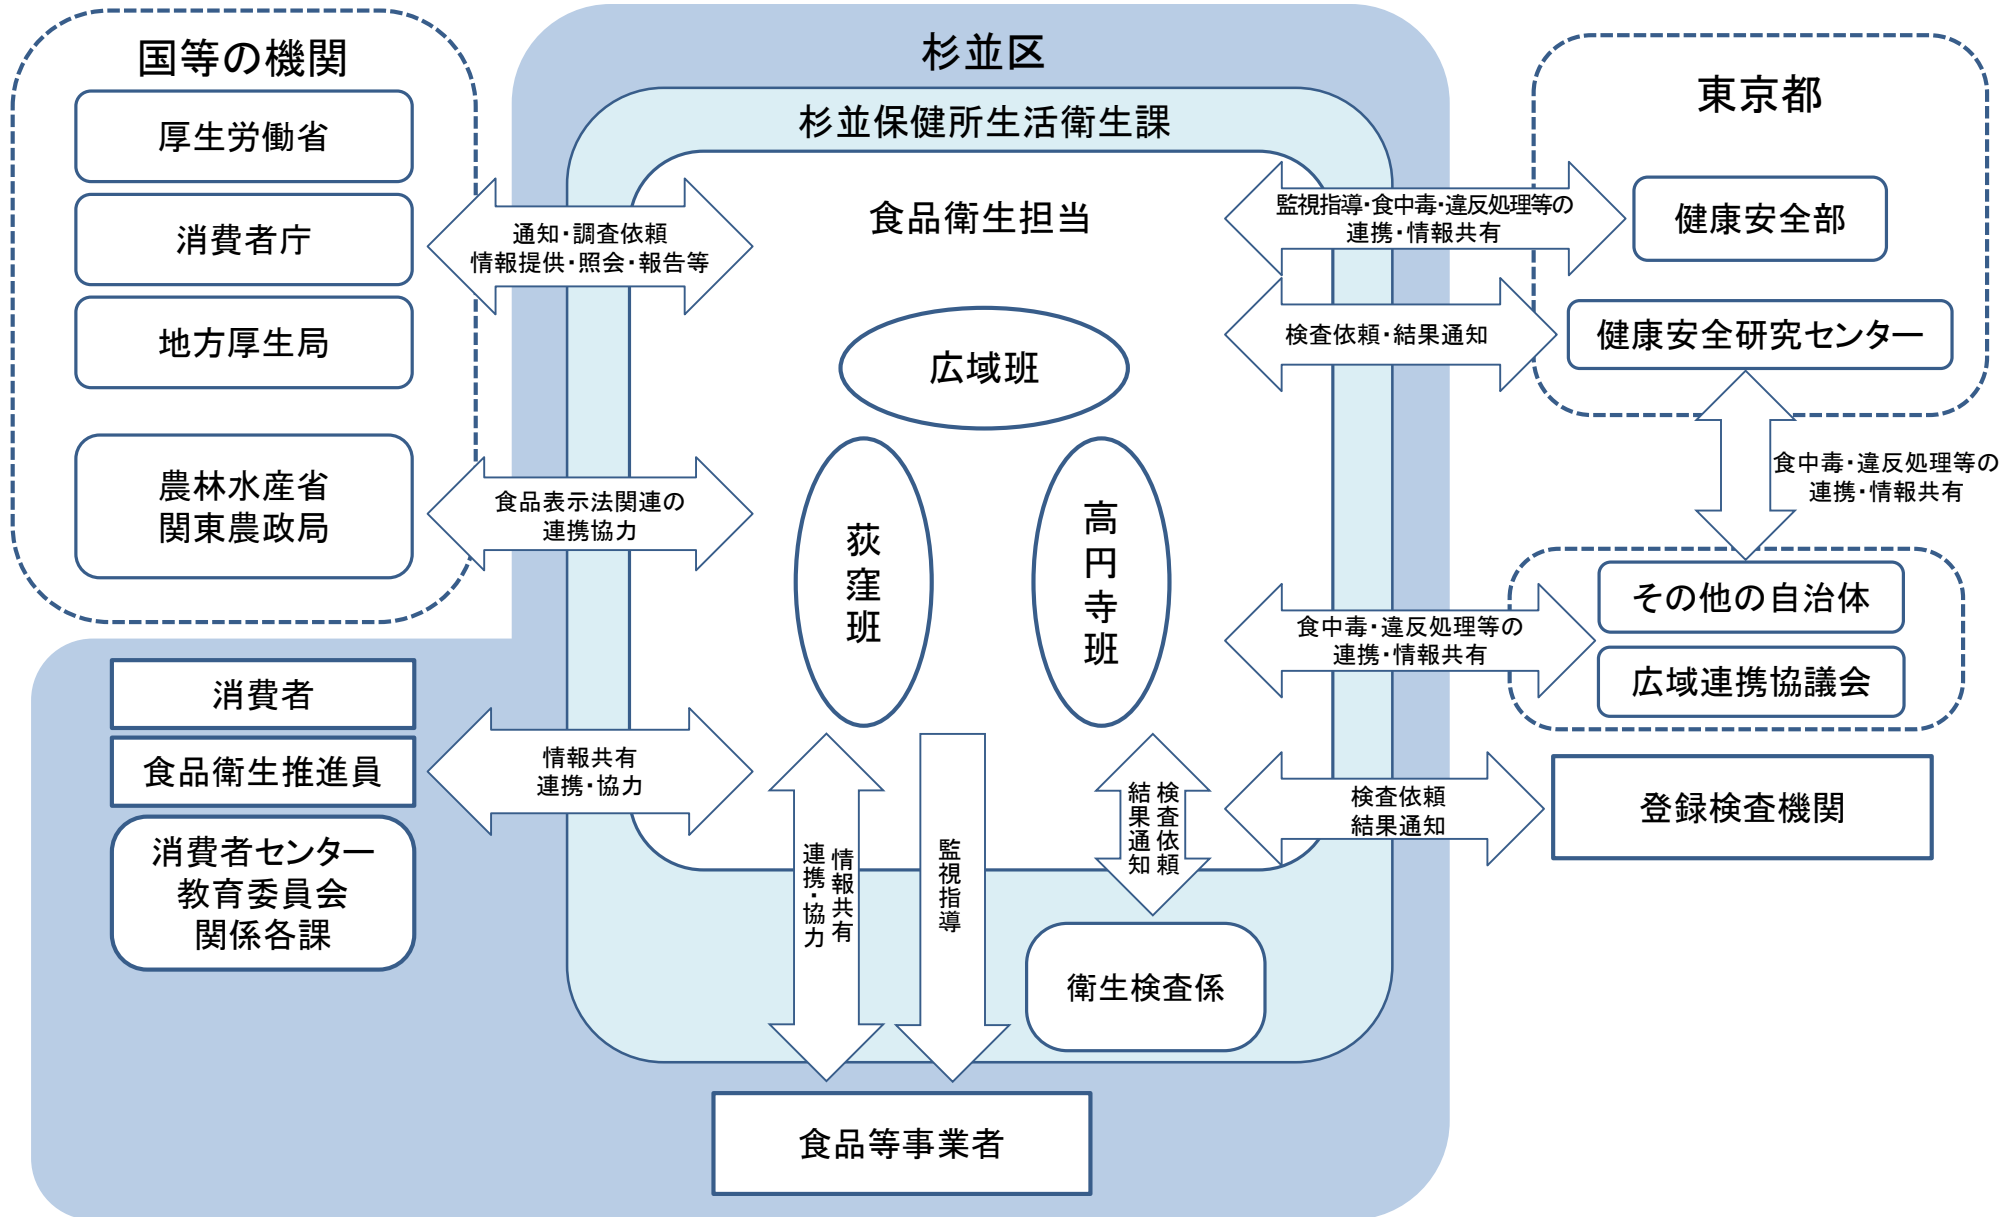 国等の機関
厚生労働省
消費者庁
地方厚生局
農林水産省
関東農政局
杉並区
杉並保健所生活衛生課
食品衛生担当
広域班
荻窪班
高円寺班
通知・調査依頼
情報提供・照会・報告等
食品表示法関連の
連携協力
情報共有
連携・協力
消費者
食品衛生推進員
消費者センター
教育委員会
関係各課
情報共有
連携・協力
監視指導
検査依頼
結果通知
衛生検査係
食品等事業者
東京都
健康安全部
健康安全研究センター
監視指導・食中毒・違反処理等の
連携・情報共有
検査依頼・結果通知
食中毒・違反処理等の
連携・情報共有
その他の自治体
広域連携協議会
食中毒・違反処理等の
連携・情報共有
検査依頼
結果通知
登録検査機関